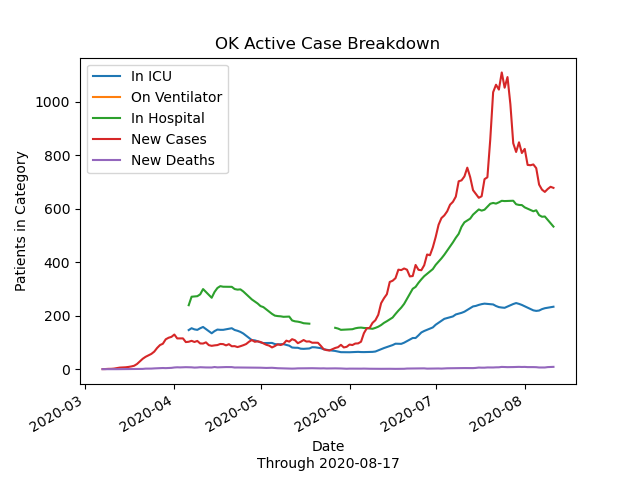 OK Active Case Breakdown
In ICU
On Ventilator
In Hospital
New Cases
New Deaths
Patients in Category
1000
800
600
400
200
0
2020-03
2020-04
2020-05
2020-06
2020-07
2020-08
Date
Through 2020-08-17